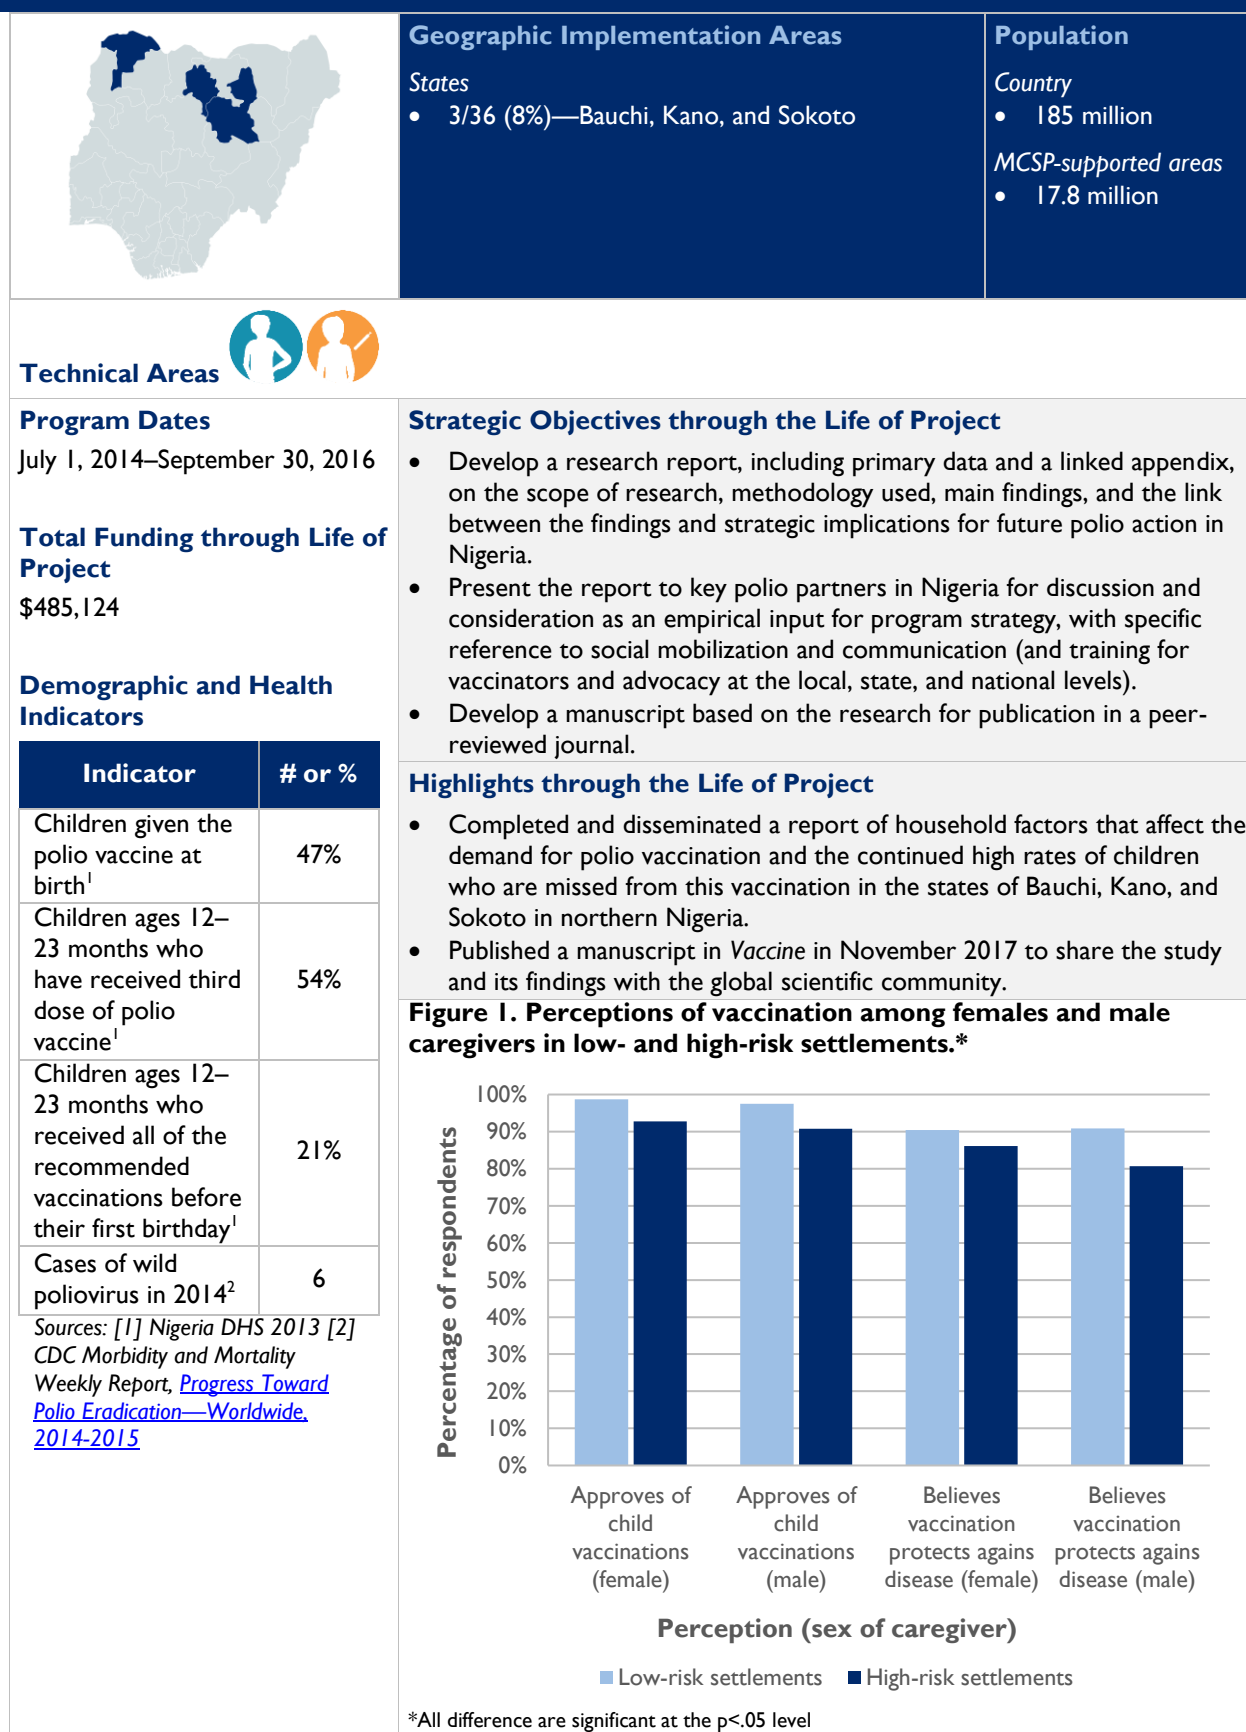 Geographic Implementation Areas
States
• 3/36 (8%)—Bauchi, Kano, and Sokoto
Population
Country
• 185 million
MCSP-supported areas
• 17.8 million
Technical Areas
Program Dates
July 1, 2014–September 30, 2016
Total Funding through Life of
Project
$485,124
Demographic and Health
Indicators
Indicator # or %
Children given the
polio vaccine at
birth¹
47%
Children ages 12–
23 months who
have received third
dose of polio
vaccine¹
54%
Children ages 12–
23 months who
received all of the
recommended
vaccinations before
their first birthday¹
21%
Cases of wild
poliovirus in 2014²
6
Sources: [1] Nigeria DHS 2013 [2]
CDC Morbidity and Mortality
Weekly Report, Progress Toward
Polio Eradication—Worldwide,
2014-2015
Strategic Objectives through the Life of Project
• Develop a research report, including primary data and a linked appendix,
on the scope of research, methodology used, main findings, and the link
between the findings and strategic implications for future polio action in
Nigeria.
• Present the report to key polio partners in Nigeria for discussion and
consideration as an empirical input for program strategy, with specific
reference to social mobilization and communication (and training for
vaccinators and advocacy at the local, state, and national levels).
• Develop a manuscript based on the research for publication in a peer-
reviewed journal.
Highlights through the Life of Project
• Completed and disseminated a report of household factors that affect the
demand for polio vaccination and the continued high rates of children
who are missed from this vaccination in the states of Bauchi, Kano, and
Sokoto in northern Nigeria.
• Published a manuscript in Vaccine in November 2017 to share the study
and its findings with the global scientific community.
Figure 1. Perceptions of vaccination among females and male
caregivers in low- and high-risk settlements.*
Percentage of respondents
100%
90%
80%
70%
60%
50%
40%
30%
20%
10%
0%
Approves of
child
vaccinations
(female)
Approves of
child
vaccinations
(male)
Believes
vaccination
protects agains
disease (female)
Believes
vaccination
protects agains
disease (male)
Perception (sex of caregiver)
Low-risk settlements
High-risk settlements
*All difference are significant at the p<.05 level